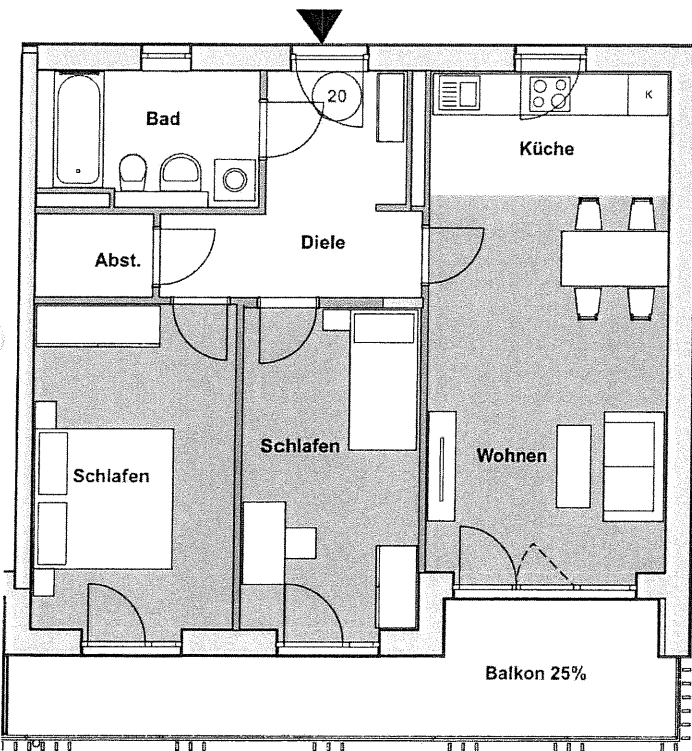 Bad
20
K
Küche
Abst.
Diele
Schlafen
Schlafen
Wohnen
Balkon 25%